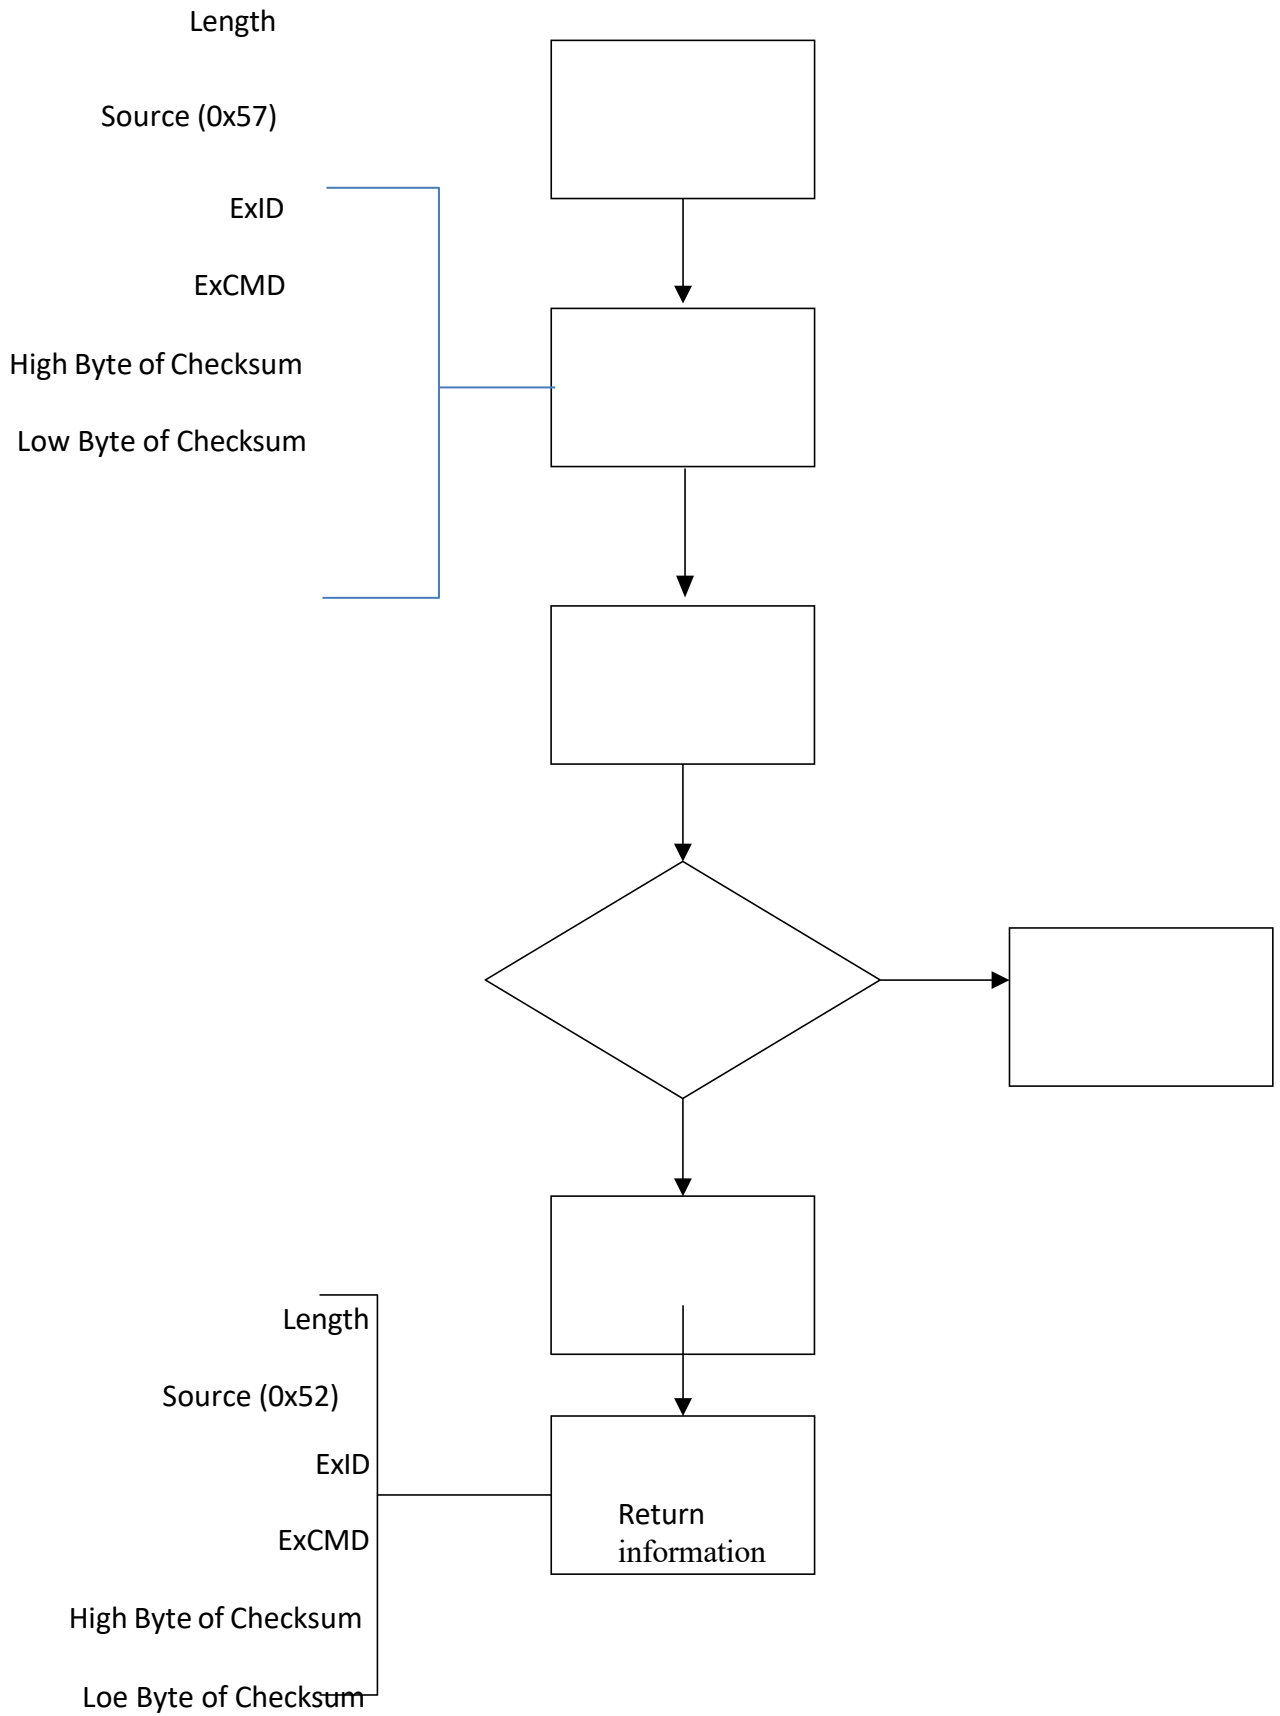 Length
Source (0x57)
ExID
ExCMD
High Byte of Checksum
Low Byte of Checksum
Length
Source (0x52)
ExID
ExCMD
High Byte of Checksum
Loe Byte of Checksum
Return
information